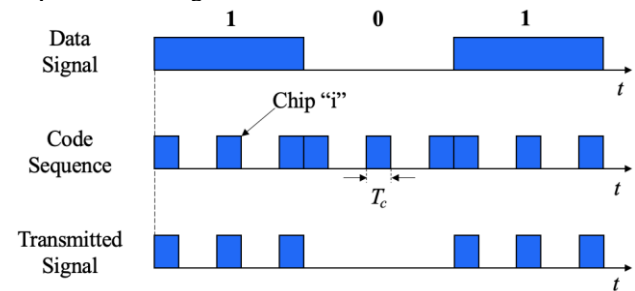 1 0 1
Data
Signal
t
Chip “i”
Code
Sequence
t
T_c
Transmitted
Signal
t